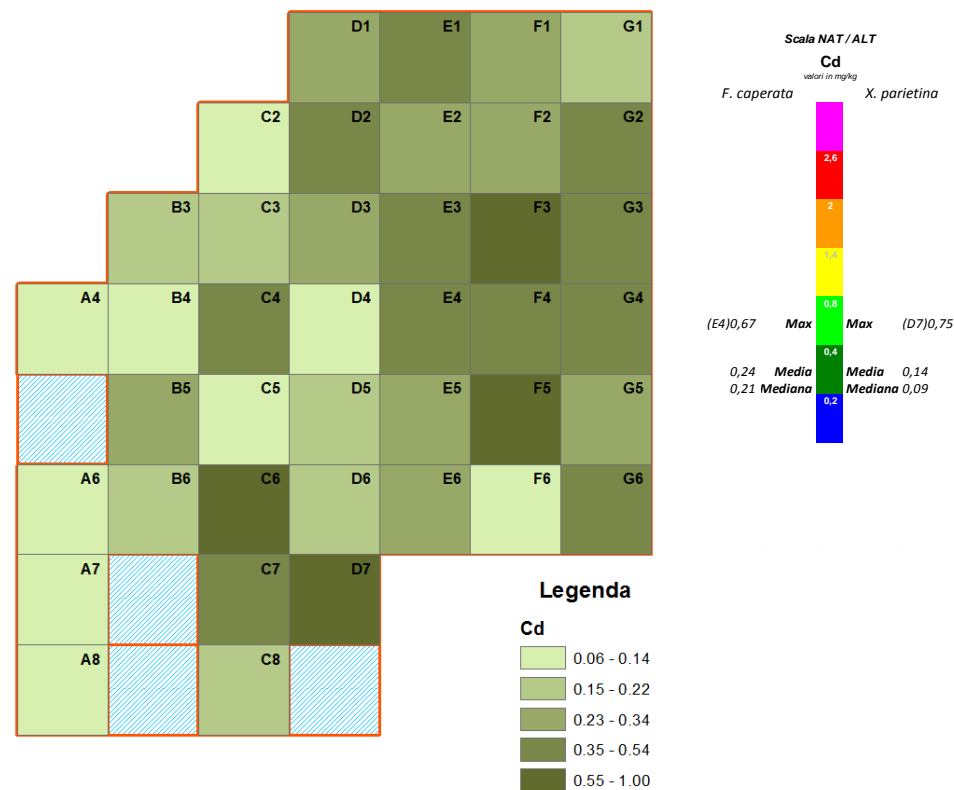 D1 E1 F1 G1
C2 D2 E2 F2 G2
B3 C3 D3 E3 F3 G3
A4 B4 C4 D4 E4 F4 G4
B5 C5 D5 E5 F5 G5
A6 B6 C6 D6 E6 F6 G6
A7 C7 D7
A8 C8
Scala NAT / ALT
Cd
valori in mg/kg
F. caperata X. parietina
2,6
2
1,4
0,8
(E4)0,67 Max Max (D7)0,75
0,4
0,24 Media Media 0,14
0,21 Mediana Mediana 0,09
0,2
Legenda
Cd
0.06 - 0.14
0.15 - 0.22
0.23 - 0.34
0.35 - 0.54
0.55 - 1.00